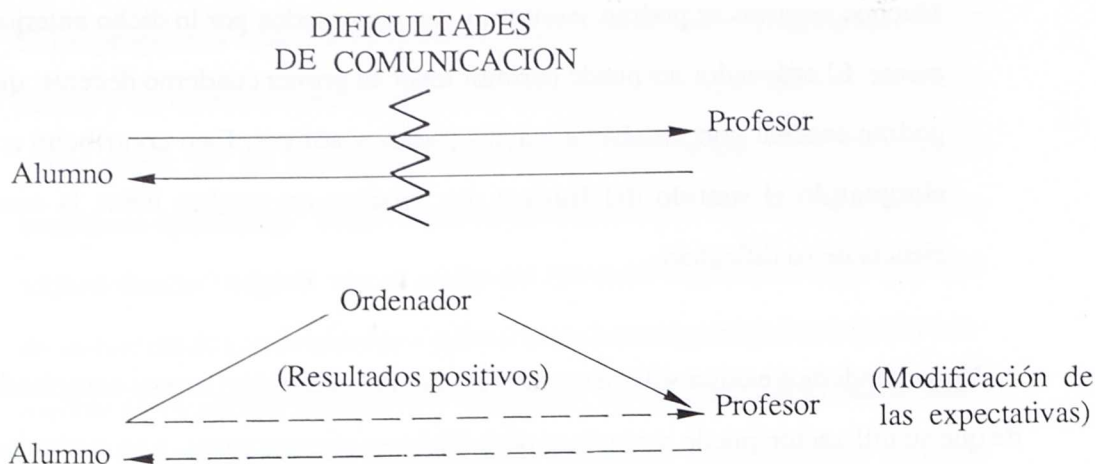 DIFICULTADES
DE COMUNICACION
Profesor
Alumno
Ordenador
(Resultados positivos)
Profesor
(Modificación de
las expectativas)
Alumno